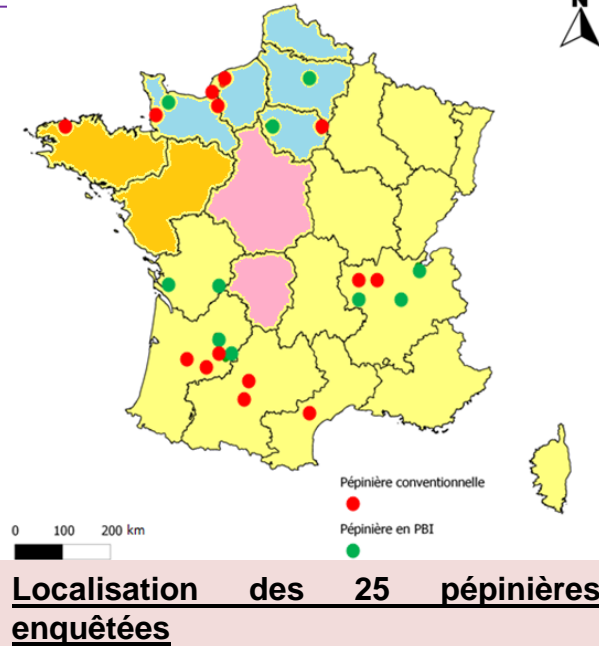 N
Pépinière conventionnelle
Pépinière en PBI
0 100 200 km
Localisation des 25 pépinières
enquêtées